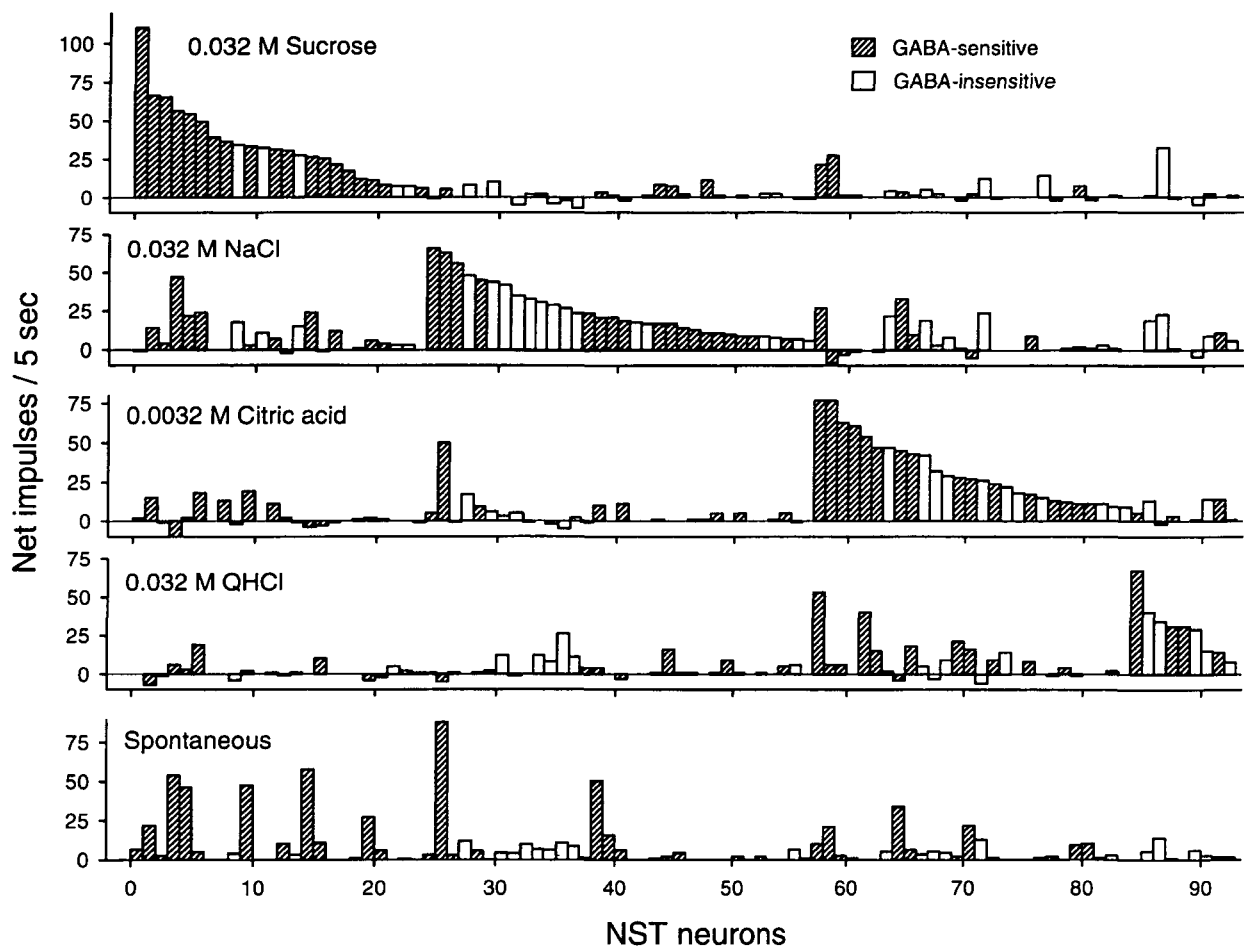 0.032 M Sucrose
GABA-sensitive
GABA-insensitive
100
75
50
25
0
0.032 M NaCl
75
50
25
0
0.0032 M Citric acid
75
50
25
0
0.032 M QHCl
75
50
25
0
Spontaneous
75
50
25
0
0 10 20 30 40 50 60 70 80 90
NST neurons
Net impulses / 5 sec